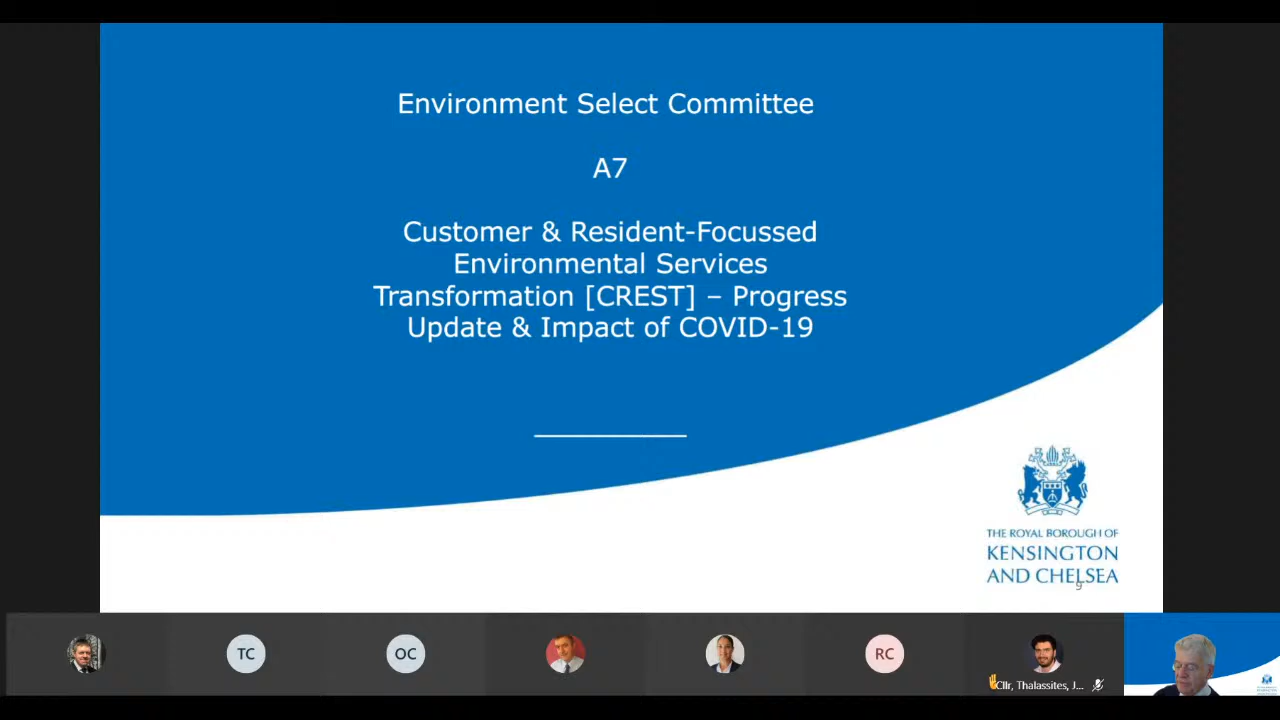 Environment Select Committee
A7
Customer & Resident-Focussed
Environmental Services
Transformation [CREST] – Progress
Update & Impact of COVID-19
THE ROYAL BOROUGH OF
KENSINGTON
AND CHELSEA
9
TC
OC
RC
Cllr, Thalassites, J...